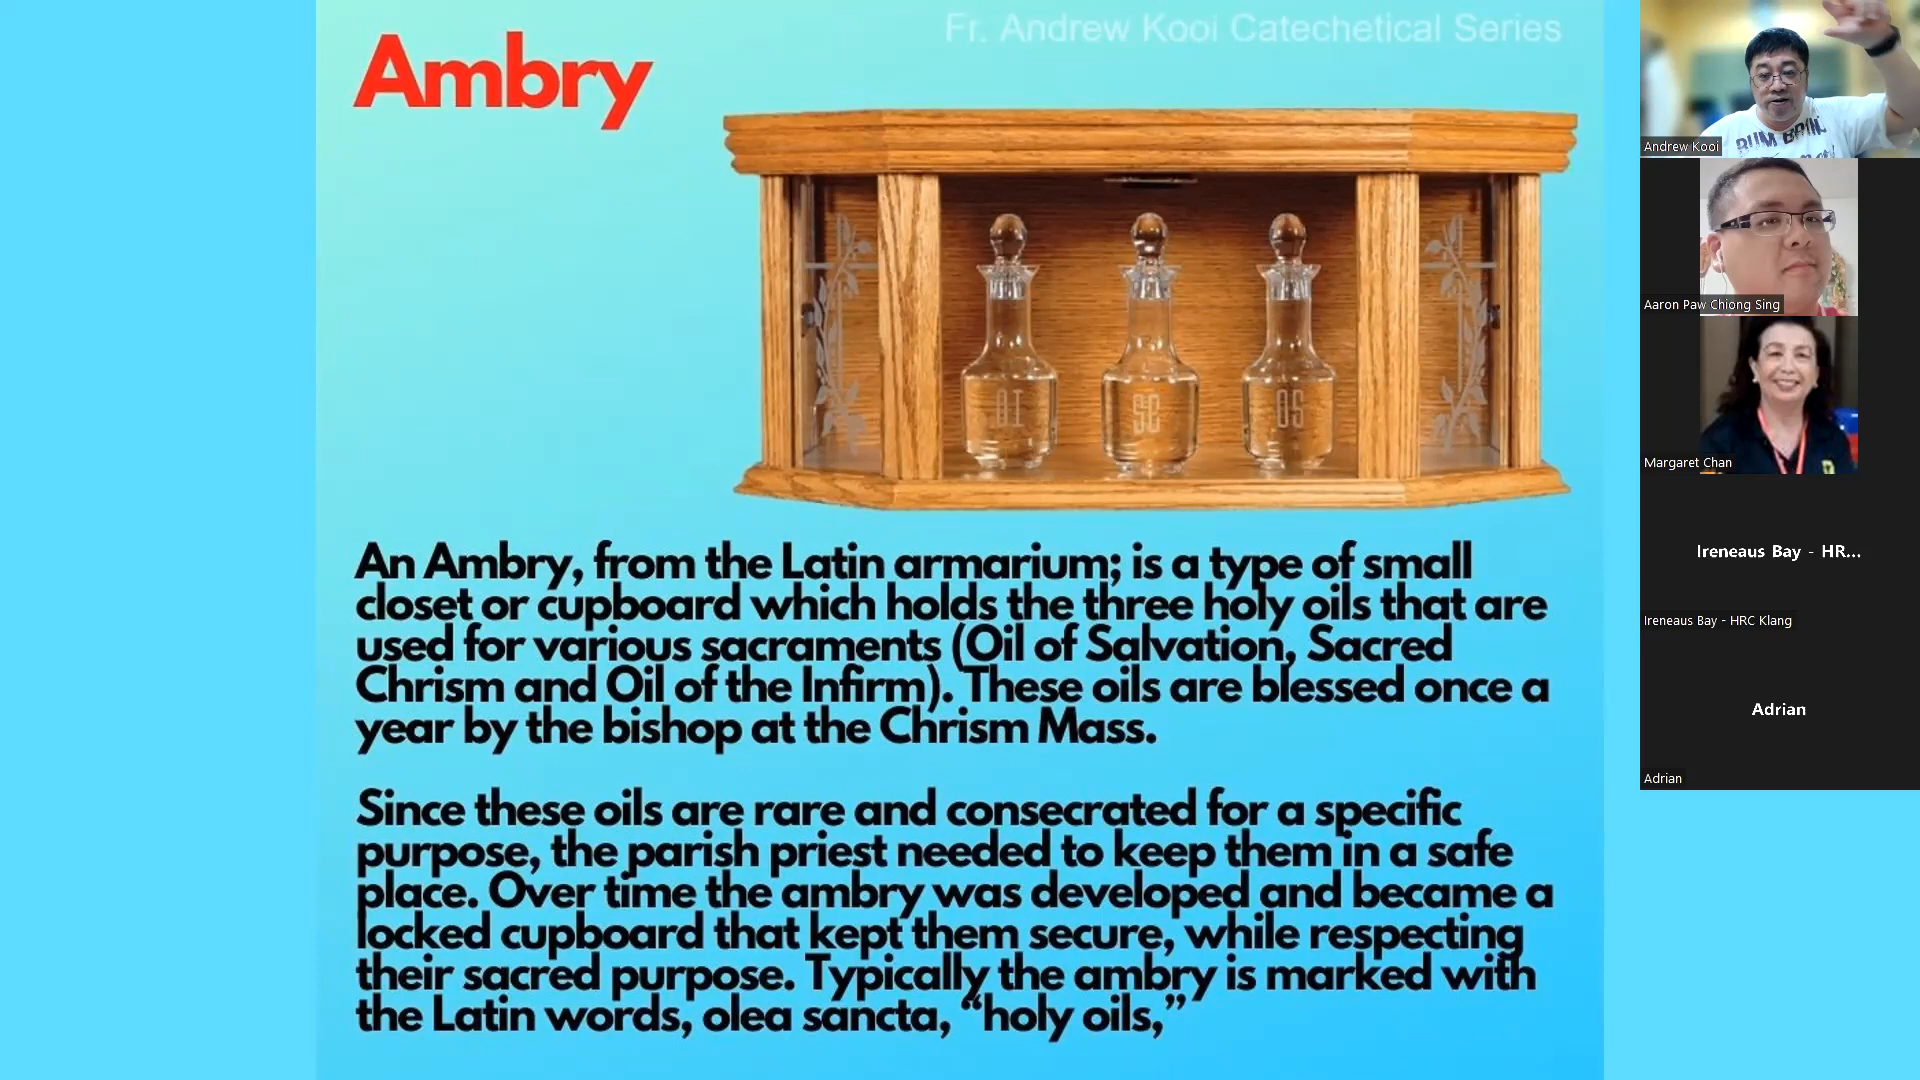 Fr. Andrew Kooi Catechetical Series
Ambry
OI
SC
OS
An Ambry, from the Latin armarium; is a type of small
closet or cupboard which holds the three holy oils that are
used for various sacraments (Oil of Salvation, Sacred
Chrism and Oil of the Infirm). These oils are blessed once a
year by the bishop at the Chrism Mass.
Since these oils are rare and consecrated for a specific
purpose, the parish priest needed to keep them in a safe
place. Over time the ambry was developed and became a
locked cupboard that kept them secure, while respecting
their sacred purpose. Typically the ambry is marked with
the Latin words, olea sancta, “holy oils,”
Andrew Kooi
Aaron Paw Chiong Sing
Margaret Chan
Ireneaus Bay - HR...
Ireneaus Bay - HRC Klang
Adrian
Adrian